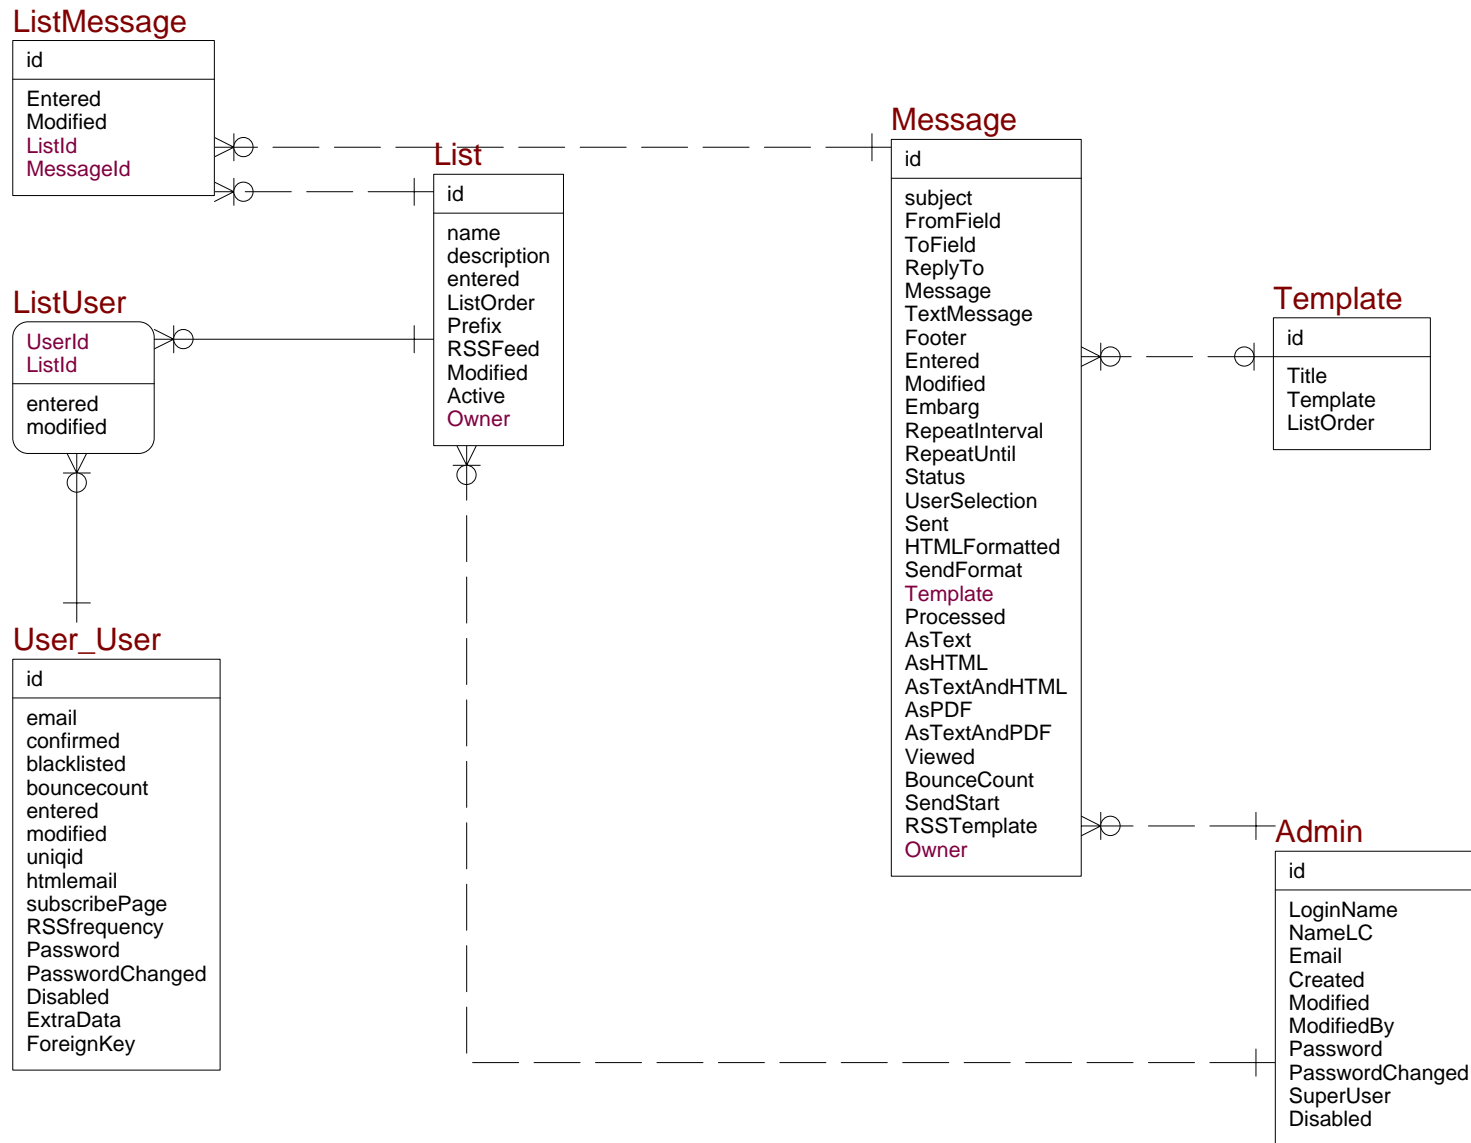 ListMessage
id
Entered
Modified
ListId
MessageId
List
id
name
description
entered
ListOrder
Prefix
RSSFeed
Modified
Active
Owner
ListUser
UserId
ListId
entered
modified
User_User
id
email
confirmed
blacklisted
bouncecount
entered
modified
uniqid
htmlemail
subscribePage
RSSfrequency
Password
PasswordChanged
Disabled
ExtraData
ForeignKey
Message
id
subject
FromField
ToField
ReplyTo
Message
TextMessage
Footer
Entered
Modified
Embarg
RepeatInterval
RepeatUntil
Status
UserSelection
Sent
HTMLFormatted
SendFormat
Template
Processed
AsText
AsHTML
AsTextAndHTML
AsPDF
AsTextAndPDF
Viewed
BounceCount
SendStart
RSSTemplate
Owner
Template
id
Title
Template
ListOrder
Admin
id
LoginName
NameLC
Email
Created
Modified
ModifiedBy
Password
PasswordChanged
SuperUser
Disabled